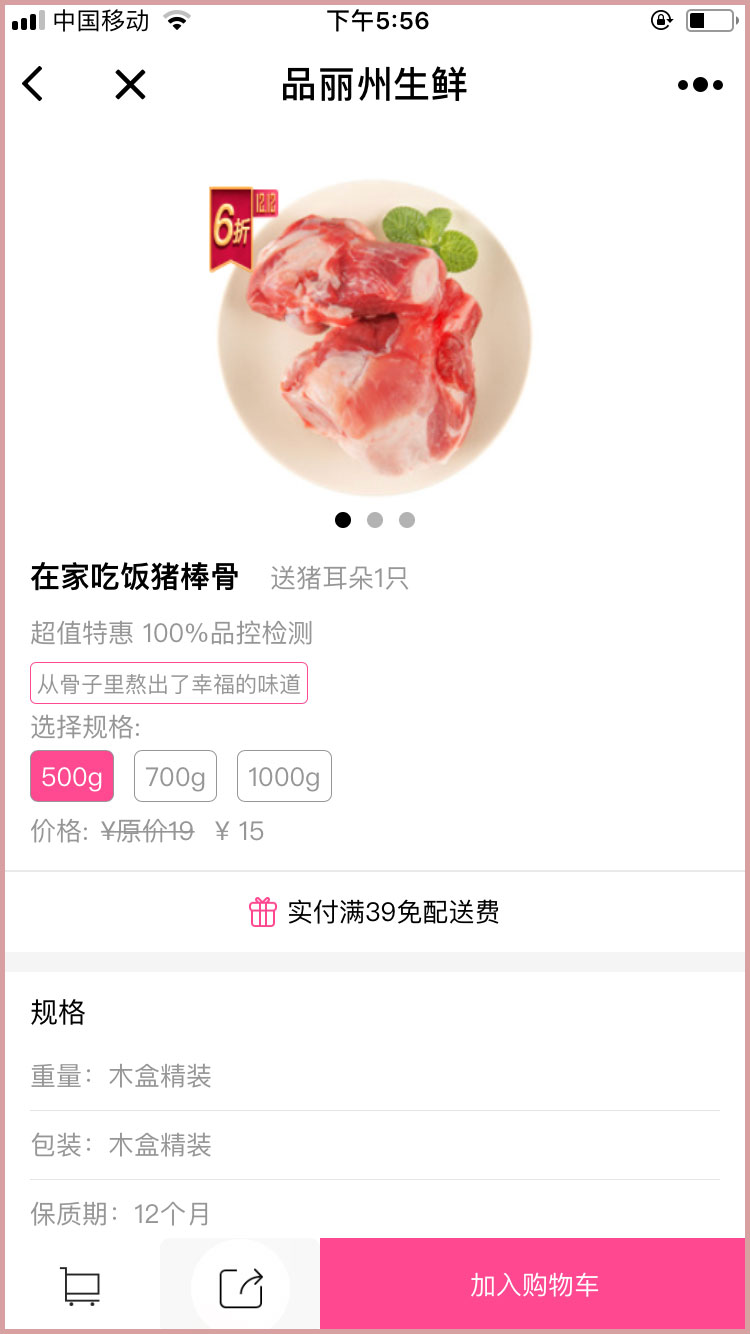 中国移动 下午5:56
品丽州生鲜
6折
在家吃饭猪棒骨 送猪耳朵1只
超值特惠 100%品控检测
从骨子里熬出了幸福的味道
选择规格:
500g 700g 1000g
价格: ¥原价19 ¥ 15
实付满39免配送费
规格
重量：木盒精装
包装：木盒精装
保质期：12个月
加入购物车